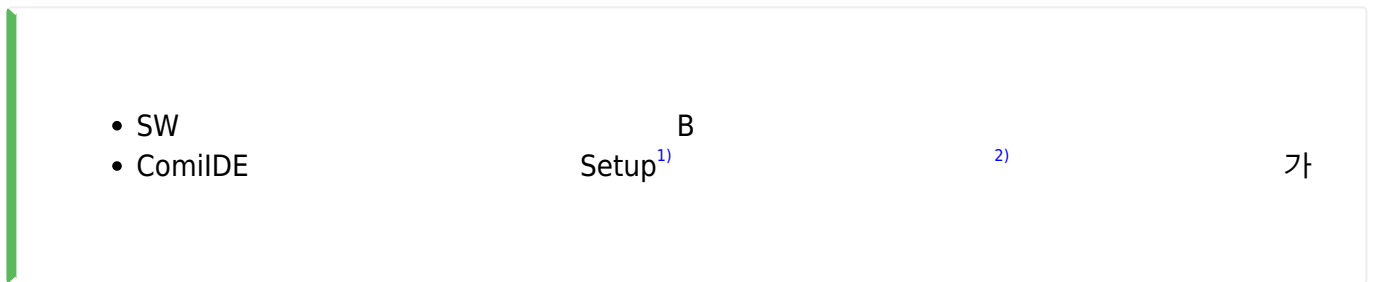 • SW B
• ComiIDE Setup1) 2) 가